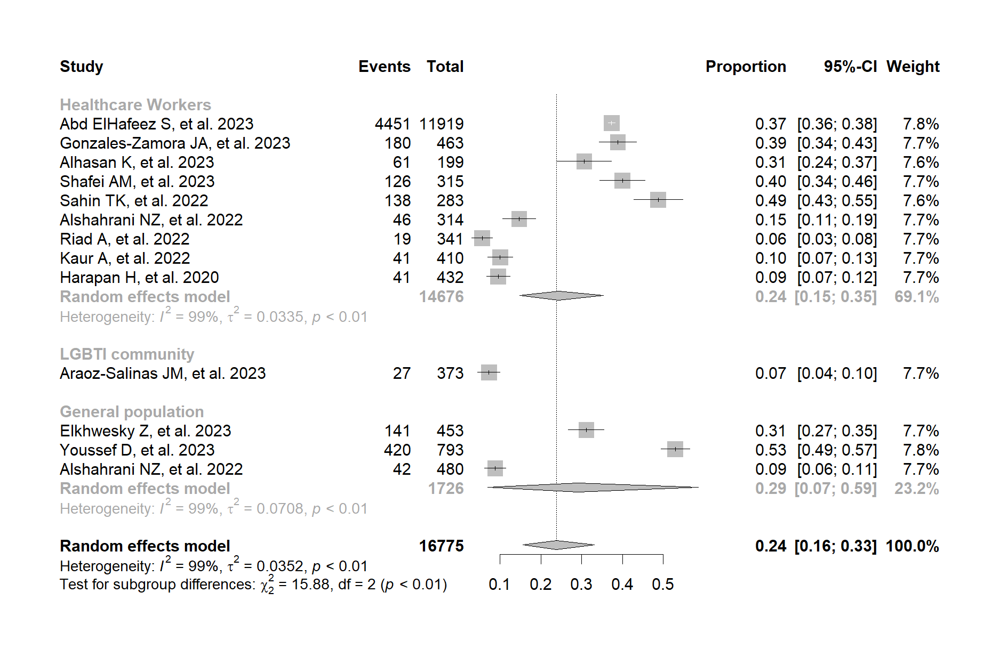 Study Events Total Proportion 95%-CI Weight
Healthcare Workers
Abd ElHafeez S, et al. 2023 4451 11919 0.37 [0.36; 0.38] 7.8%
Gonzales-Zamora JA, et al. 2023 180 463 0.39 [0.34; 0.43] 7.7%
Alhasan K, et al. 2023 61 199 0.31 [0.24; 0.37] 7.6%
Shafei AM, et al. 2023 126 315 0.40 [0.34; 0.46] 7.7%
Sahin TK, et al. 2022 138 283 0.49 [0.43; 0.55] 7.6%
Alshahrani NZ, et al. 2022 46 314 0.15 [0.11; 0.19] 7.7%
Riad A, et al. 2022 19 341 0.06 [0.03; 0.08] 7.7%
Kaur A, et al. 2022 41 410 0.10 [0.07; 0.13] 7.7%
Harapan H, et al. 2020 41 432 0.09 [0.07; 0.12] 7.7%
Random effects model 14676 0.24 [0.15; 0.35] 69.1%
Heterogeneity: I² = 99%, τ² = 0.0335, p < 0.01
LGBTI community
Araoz-Salinas JM, et al. 2023 27 373 0.07 [0.04; 0.10] 7.7%
General population
Elkhwesky Z, et al. 2023 141 453 0.31 [0.27; 0.35] 7.7%
Youssef D, et al. 2023 420 793 0.53 [0.49; 0.57] 7.8%
Alshahrani NZ, et al. 2022 42 480 0.09 [0.06; 0.11] 7.7%
Random effects model 1726 0.29 [0.07; 0.59] 23.2%
Heterogeneity: I² = 99%, τ² = 0.0708, p < 0.01
Random effects model 16775 0.24 [0.16; 0.33] 100.0%
Heterogeneity: I² = 99%, τ² = 0.0352, p < 0.01
Test for subgroup differences: χ²₂ = 15.88, df = 2 (p < 0.01)
0.1 0.2 0.3 0.4 0.5